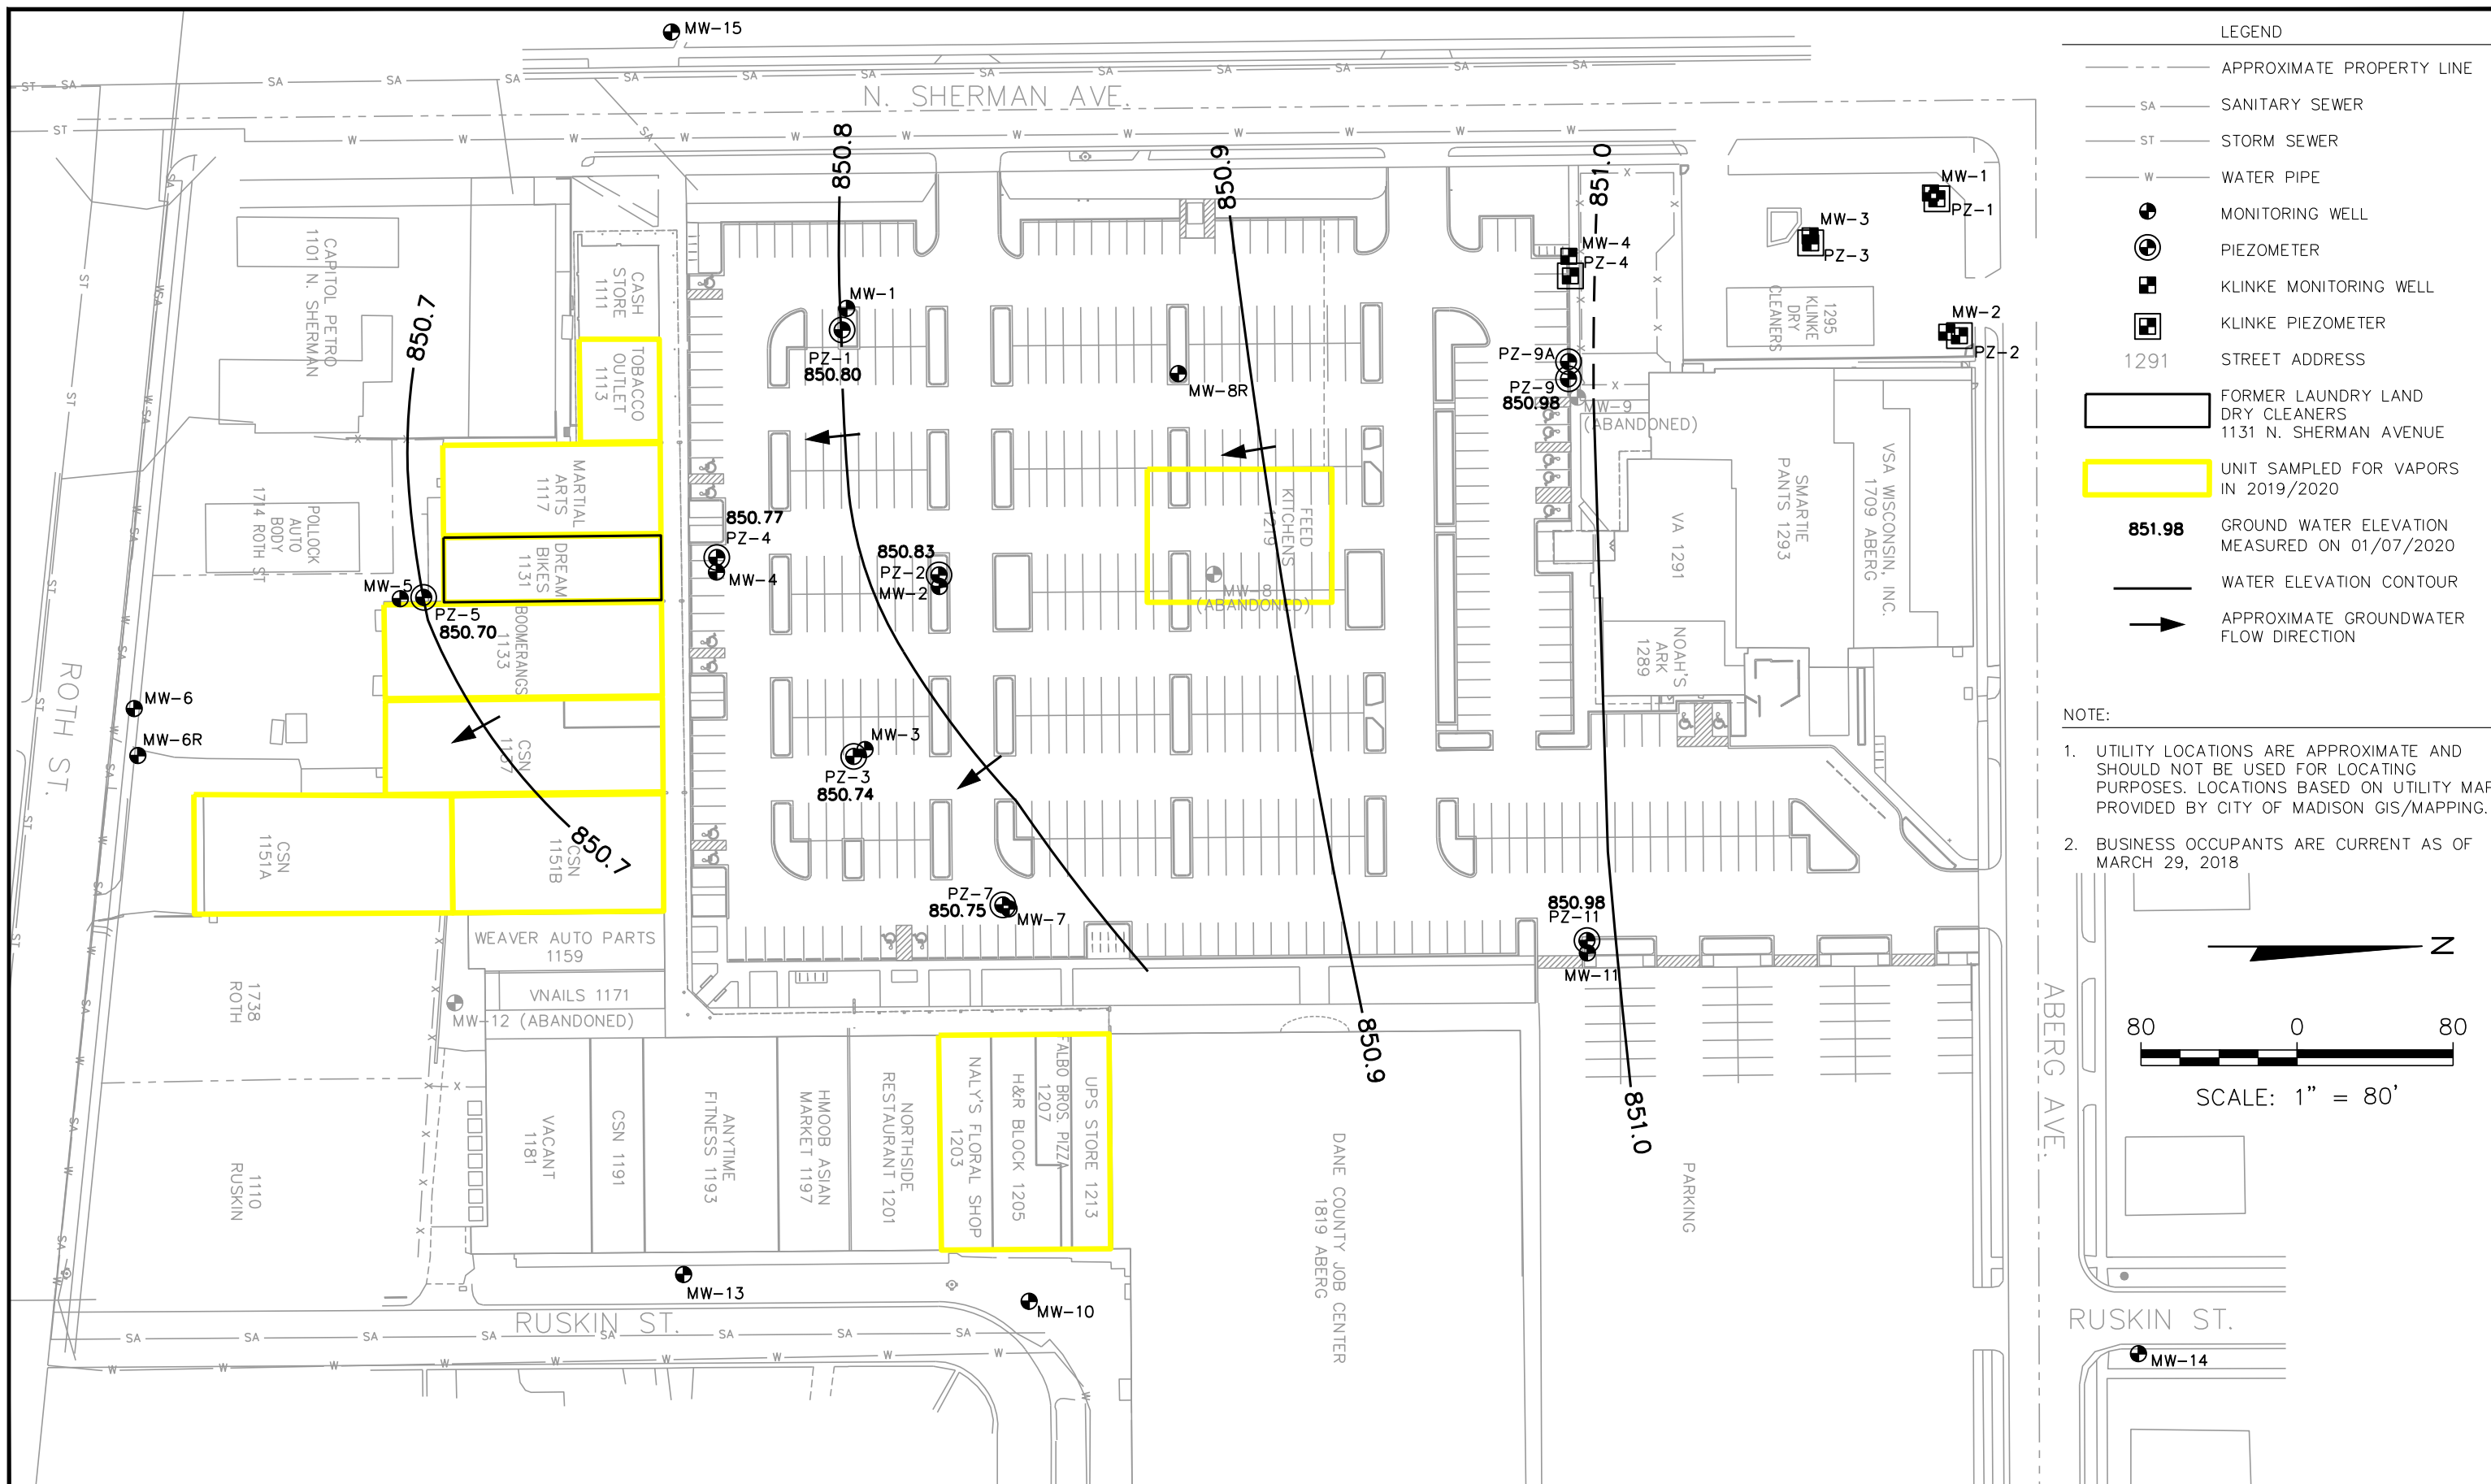 MW-15
N. SHERMAN AVE.
850.8
850.9
851.0
850.7
CAPITOL PETRO
1101 N. SHERMAN
CASH
STORE
1111
TOBACCO
OUTLET
1113
MW-1
PZ-1
850.80
MW-8R
MW-4
PZ-4
PZ-9A
PZ-9
850.98
MW-9
(ABANDONED)
MW-3
PZ-3
MW-1
PZ-1
1295
KLINKE
DRY
CLEANERS
MW-2
PZ-2
MARTIAL
ARTS
1117
POLLOCK
AUTO
BODY
1714 ROTH ST
DREAM
BIKES
1131
850.77
PZ-4
MW-4
850.83
PZ-2
MW-2
FEED
KITCHENS
1219
MW-8
(ABANDONED)
VA 1291
SMARTIE
PANTS 1293
VSA WISCONSIN, INC.
1709 ABERG
NOAH'S
ARK
1289
MW-5
PZ-5
850.70
BOOMERANGS
1133
MW-6
MW-6R
ROTH ST.
CSN
1137
MW-3
PZ-3
850.74
CSN
1151A
CSN
1151B
850.7
PZ-7
850.75
MW-7
850.98
PZ-11
MW-11
WEAVER AUTO PARTS
1159
VNAILS 1171
MW-12 (ABANDONED)
1738
ROTH
1110
RUSKIN
VACANT
1181
CSN 1191
ANYTIME
FITNESS 1193
HMOOB ASIAN
MARKET 1197
NORTHSIDE
RESTAURANT 1201
NALY'S FLORAL SHOP
1203
H&R BLOCK 1205
FALBO BROS. PIZZA
1207
UPS STORE 1213
850.9
851.0
DANE COUNTY JOB CENTER
1819 ABERG
PARKING
ABERG AVE.
MW-13
MW-10
RUSKIN ST.
RUSKIN ST.
MW-14
LEGEND
APPROXIMATE PROPERTY LINE
SA SANITARY SEWER
ST STORM SEWER
W WATER PIPE
MONITORING WELL
PIEZOMETER
KLINKE MONITORING WELL
KLINKE PIEZOMETER
1291 STREET ADDRESS
FORMER LAUNDRY LAND
DRY CLEANERS
1131 N. SHERMAN AVENUE
UNIT SAMPLED FOR VAPORS
IN 2019/2020
851.98 GROUND WATER ELEVATION
MEASURED ON 01/07/2020
WATER ELEVATION CONTOUR
APPROXIMATE GROUNDWATER
FLOW DIRECTION
NOTE:
1. UTILITY LOCATIONS ARE APPROXIMATE AND
SHOULD NOT BE USED FOR LOCATING
PURPOSES. LOCATIONS BASED ON UTILITY MAP
PROVIDED BY CITY OF MADISON GIS/MAPPING.
2. BUSINESS OCCUPANTS ARE CURRENT AS OF
MARCH 29, 2018
N
80 0 80
SCALE: 1" = 80'